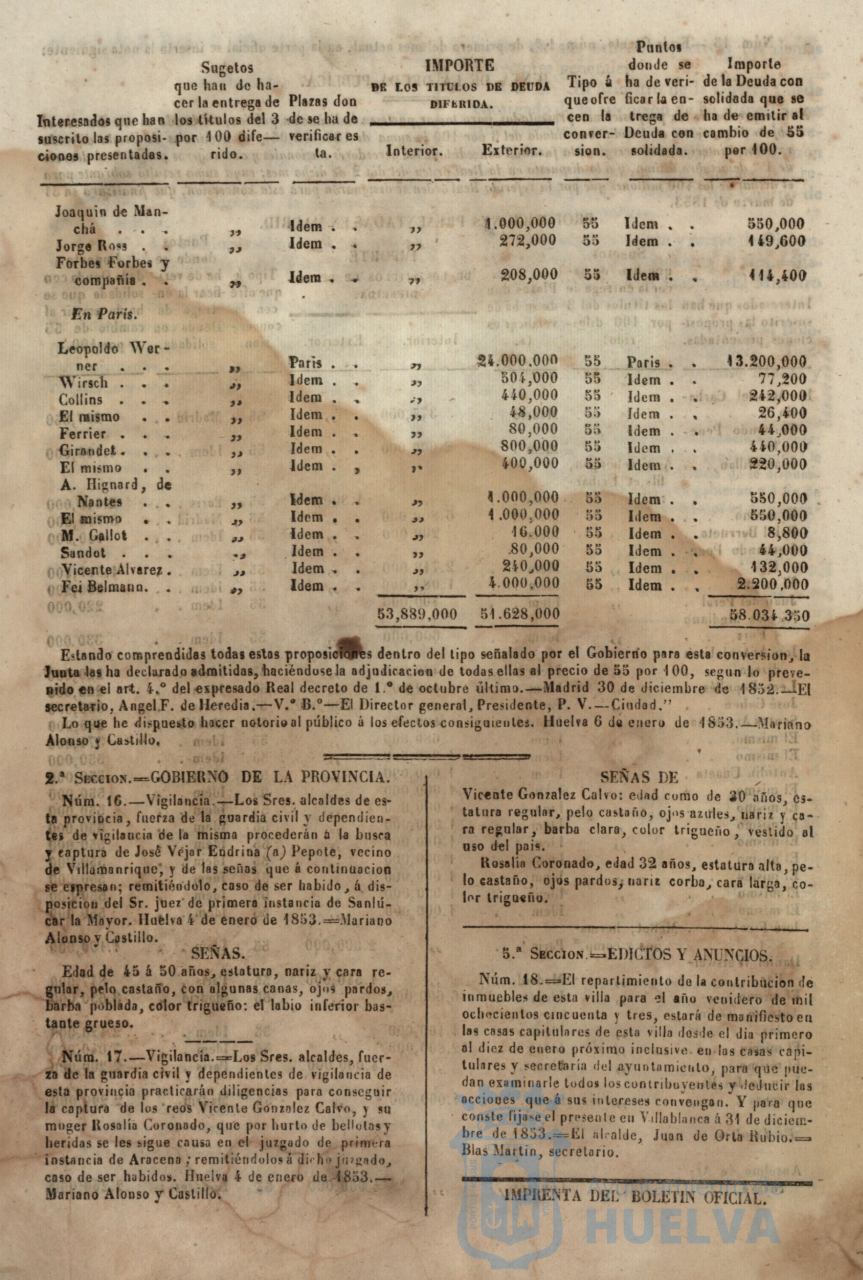 Interesados que han suscrito las proposiciones presentadas.
Sugetos que han de hacer la entrega de los títulos del 3 por 100 dife—rido.
Plazas don de se ha de verificar es ta.
IMPORTE
DE LOS TITULOS DE DEUDA DIFERIDA.
Interior. Exterior.
Tipo á que ofre cen la conver-sion.
Puntos donde se ha de veri-ficar la en-trega de Deuda con solidada.
Importe de la Deuda con solidada que se ha de emitir al cambio de 55 por 100.
Joaquin de Man-
chá . . . ,, Idem . . ,, 1.000,000 55 Idem . . 550,000
Jorge Ross . . ,, Idem . . ,, 272,000 55 Idem . . 149,600
Forbes Forbes y
compañia . . ,, Idem . . ,, 208,000 55 Idem . . 114,400
En Paris.
Leopoldo Wer-
ner . . . ,, Paris . . ,, 24.000,000 55 Paris . . 13.200,000
Wirsch . . . ,, Idem . . ,, 504,000 55 Idem . . 77,200
Collins . . . ,, Idem . . ,, 440,000 55 Idem . . 242,000
El mismo . . ,, Idem . . ,, 48,000 55 Idem . . 26,400
Ferrier . . . ,, Idem . . ,, 80,000 55 Idem . . 44,000
Girandet. . . ,, Idem . . ,, 800,000 55 Idem . . 440,000
El mismo . . ,, Idem . , ,, 400,000 55 Idem . . 220,000
A. Hignard, de
Nantes . . ,, Idem . . ,, 1.000,000 55 Idem . . 550,000
El mismo . . ,, Idem . . ,, 1.000,000 55 Idem . . 550,000
M. Gallot . . ,, Idem . . ,, 16.000 55 Idem . . 8,800
Sandot . . . ,, Idem . . ,, 80,000 55 Idem . . 44,000
Vicente Alvarez. ,, Idem . . ,, 240,000 55 Idem . . 132,000
Fei Belmann. . ,, Idem . . ,, 4.000,000 55 Idem . . 2.200,000
53,889,000 51.628,000 58.034 350
Estando comprendidas todas estas proposiciones dentro del tipo señalado por el Gobierno para esta conversion, la
Junta las ha declarado admitidas, haciéndose la adjudicacion de todas ellas al precio de 55 por 100, segun lo preve-
nido en el art. 4.º del expresado Real decreto de 1.º de octubre último.—Madrid 30 de diciembre de 1852.—El
secretario, Angel F. de Heredia.—V.º B.º—El Director general, Presidente, P. V.—Ciudad."
Lo que he dispuesto hacer notorio al público á los efectos consiguientes. Huelva 6 de enero de 1853.—Mariano
Alonso y Castillo.
2.ª SECCION.=GOBIERNO DE LA PROVINCIA.
Núm. 16.—Vigilancia.—Los Sres. alcaldes de es-
ta provincia, fuerza de la guardia civil y dependien-
tes de vigilancia de la misma procederán á la busca
y captura de José Vejar Endrina (a) Pepote, vecino
de Villamanrique, y de las señas que á continuacion
se espresan; remitiéndolo, caso de ser habido, á dis-
posicion del Sr. juez de primera instancia de Sanlú-
car la Mayor. Huelva 4 de enero de 1853.=Mariano
Alonso y Castillo.
SEÑAS.
Edad de 45 á 50 años, estatura, nariz y cara re-
gular, pelo castaño, con algunas canas, ojos pardos,
barba poblada, color trigueño: el labio inferior bas-
tante grueso.
Núm. 17.—Vigilancia.=Los Sres. alcaldes, fuer-
za de la guardia civil y dependientes de vigilancia de
esta provincia practicarán diligencias para conseguir
la captura de los reos Vicente Gonzalez Calvo, y su
muger Rosalía Coronado, que por hurto de bellotas y
heridas se les sigue causa en el juzgado de primera
instancia de Aracena; remitiéndolos á dicho juzgado,
caso de ser habidos. Huelva 4 de enero de 1853.—
Mariano Alonso y Castillo.
SEÑAS DE
Vicente Gonzalez Calvo: edad como de 30 años, es-
tatura regular, pelo castaño, ojos azules, nariz y ca-
ra regular, barba clara, color trigueño, vestido al
uso del pais.
Rosalia Coronado, edad 32 años, estatura alta, pe-
lo castaño, ojos pardos, nariz corba, cara larga, co-
lor trigueño.
5.ª SECCION.=EDICTOS Y ANUNCIOS.
Núm. 18.=El repartimiento de la contribucion de
inmuebles de esta villa para el año venidero de mil
ochocientos cincuenta y tres, estará de manifiesto en
las casas capitulares de esta villa desde el dia primero
al diez de enero próximo inclusive en las casas capi-
tulares y secretaría del ayuntamiento, para que pue-
dan examinarle todos los contribuyentes y deducir las
acciones que á sus intereses convengan. Y para que
conste fijase el presente en Villablanca á 31 de diciem-
bre de 1853.=El alcalde, Juan de Orta Rubio.=
Blas Martin, secretario.
IMPRENTA DEL BOLETIN OFICIAL.
HUELVA